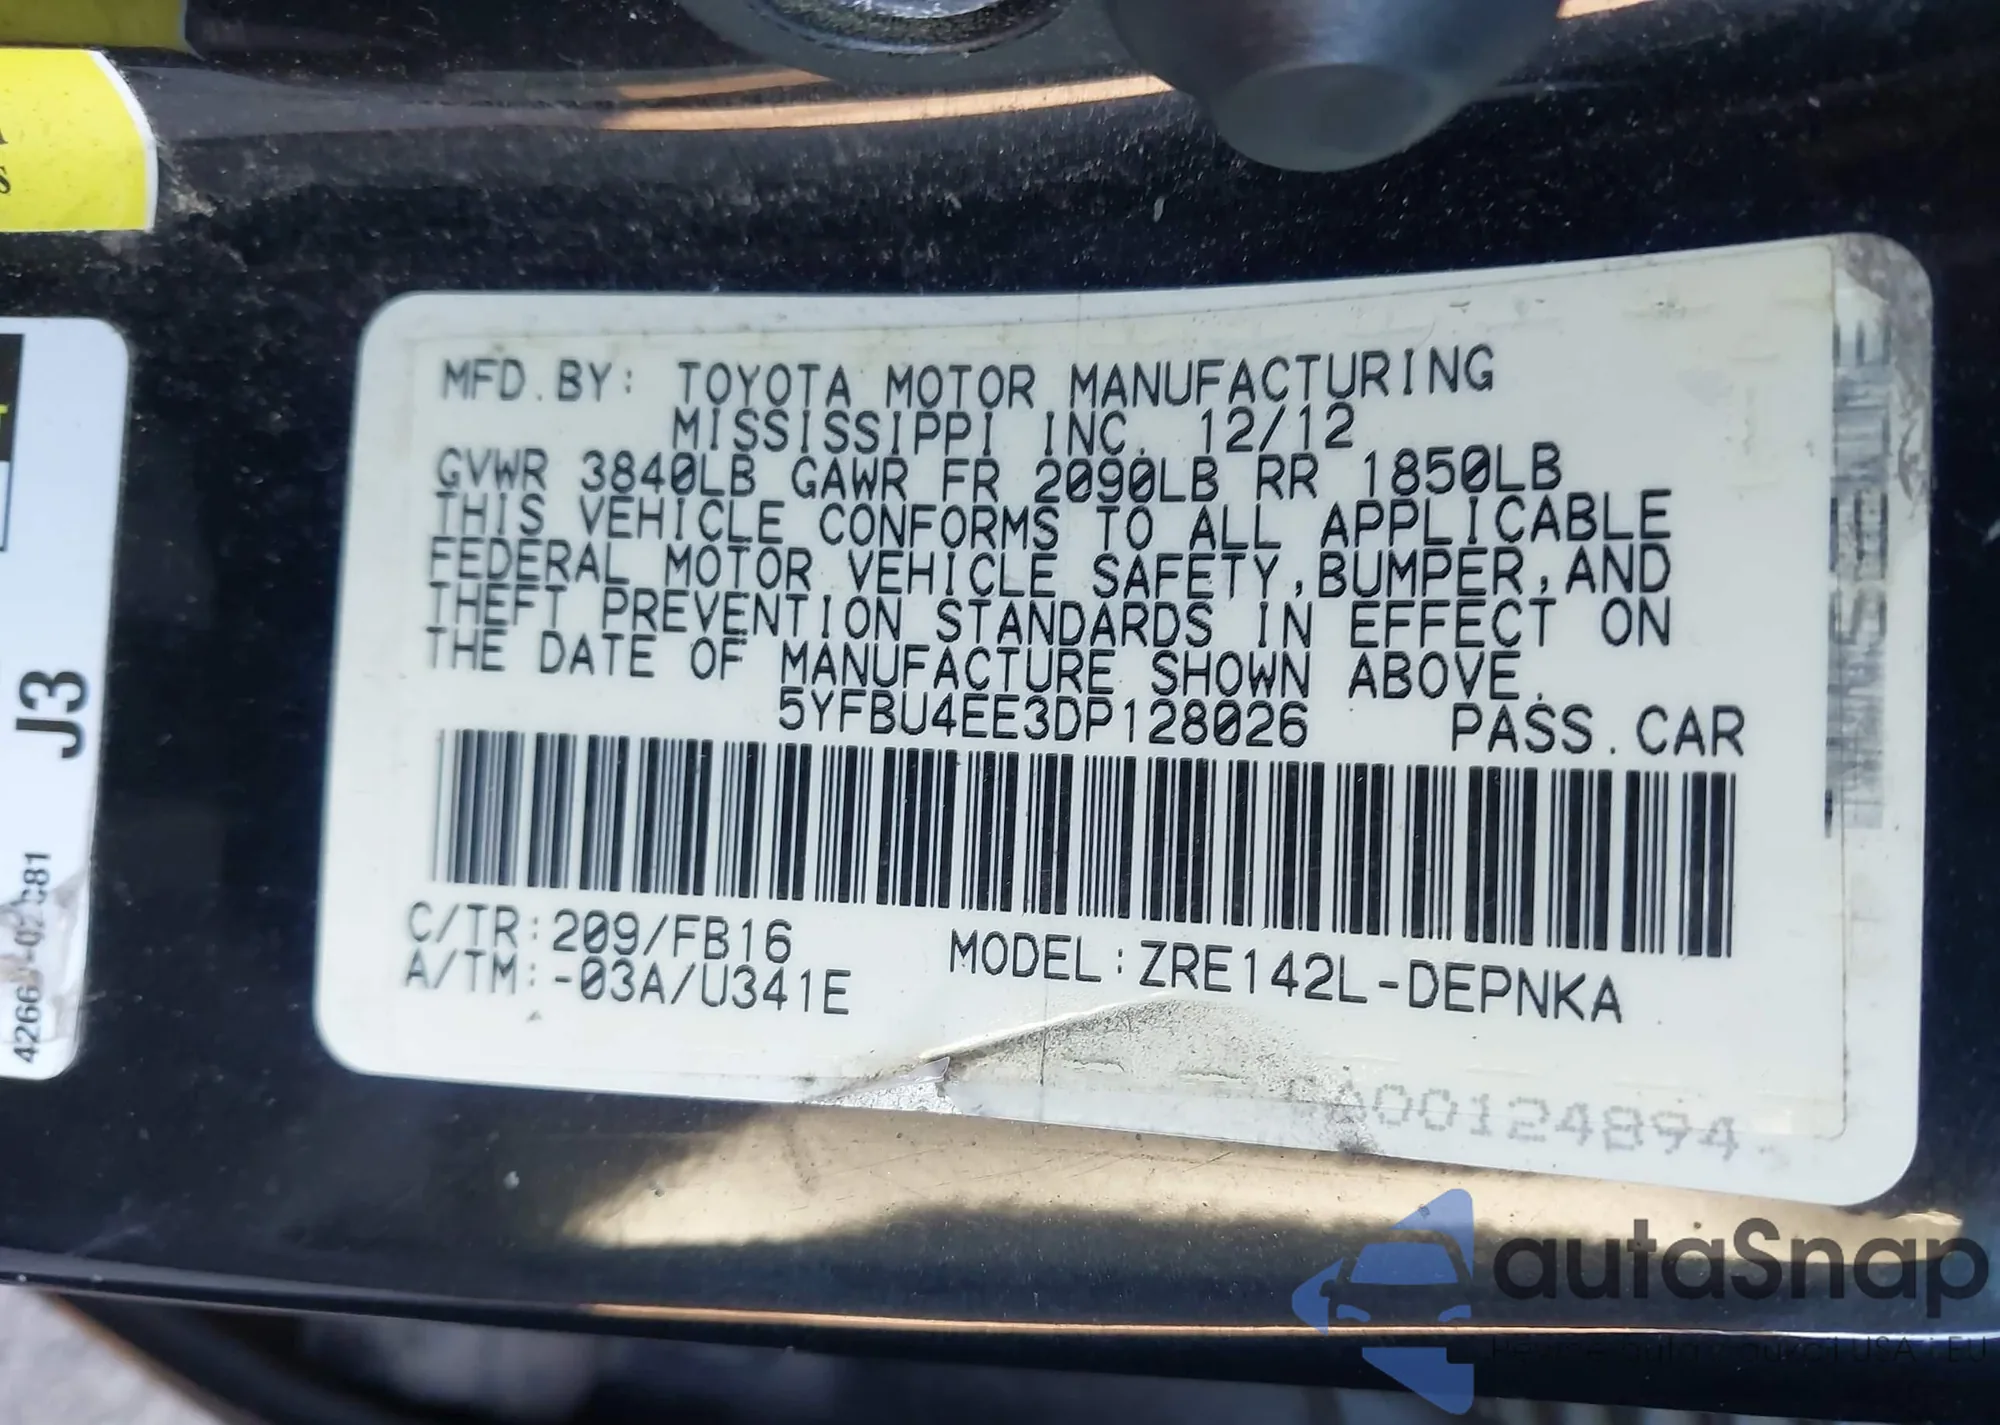 MFD.BY: TOYOTA MOTOR MANUFACTURING
MISSISSIPPI INC. 12/12
GVWR 3840LB GAWR FR 2090LB RR 1850LB
THIS VEHICLE CONFORMS TO ALL APPLICABLE
FEDERAL MOTOR VEHICLE SAFETY,BUMPER,AND
THEFT PREVENTION STANDARDS IN EFFECT ON
THE DATE OF MANUFACTURE SHOWN ABOVE.
5YFBU4EE3DP128026 PASS.CAR
C/TR:209/FB16
A/TM:-03A/U341E
MODEL:ZRE142L-DEPNKA
A00124894
J3
autaSnap